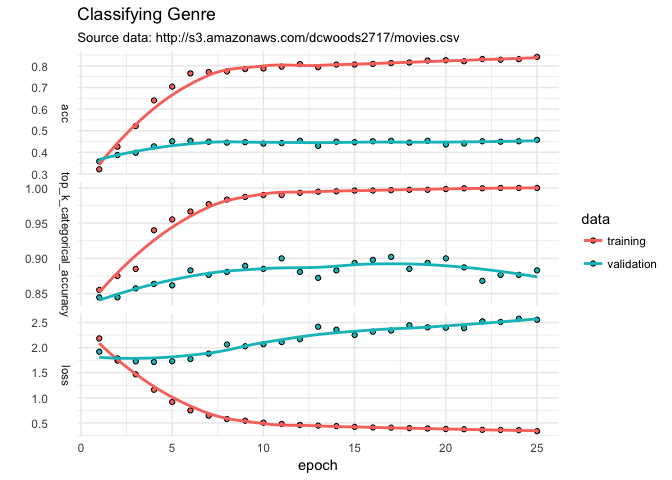 Classifying Genre
Source data: http://s3.amazonaws.com/dcwoods2717/movies.csv
acc
0.8
0.7
0.6
0.5
0.4
0.3
top_k_categorical_accuracy
1.00
0.95
0.90
0.85
loss
2.5
2.0
1.5
1.0
0.5
0
5
10
15
20
25
epoch
data
training
validation